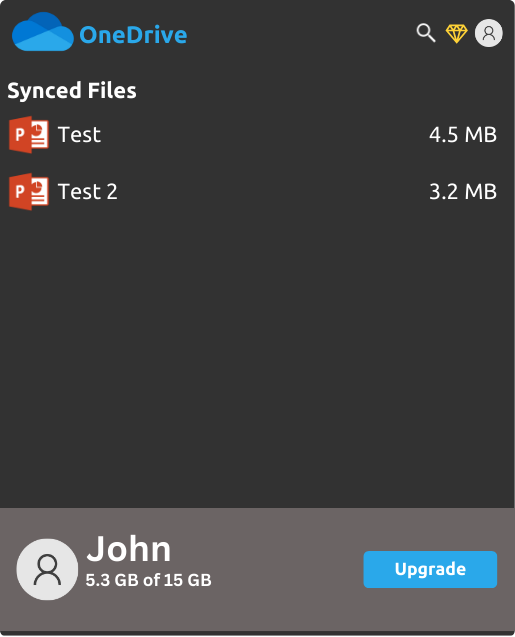 OneDrive
Synced Files
P Test 4.5 MB
P Test 2 3.2 MB
John
5.3 GB of 15 GB
Upgrade